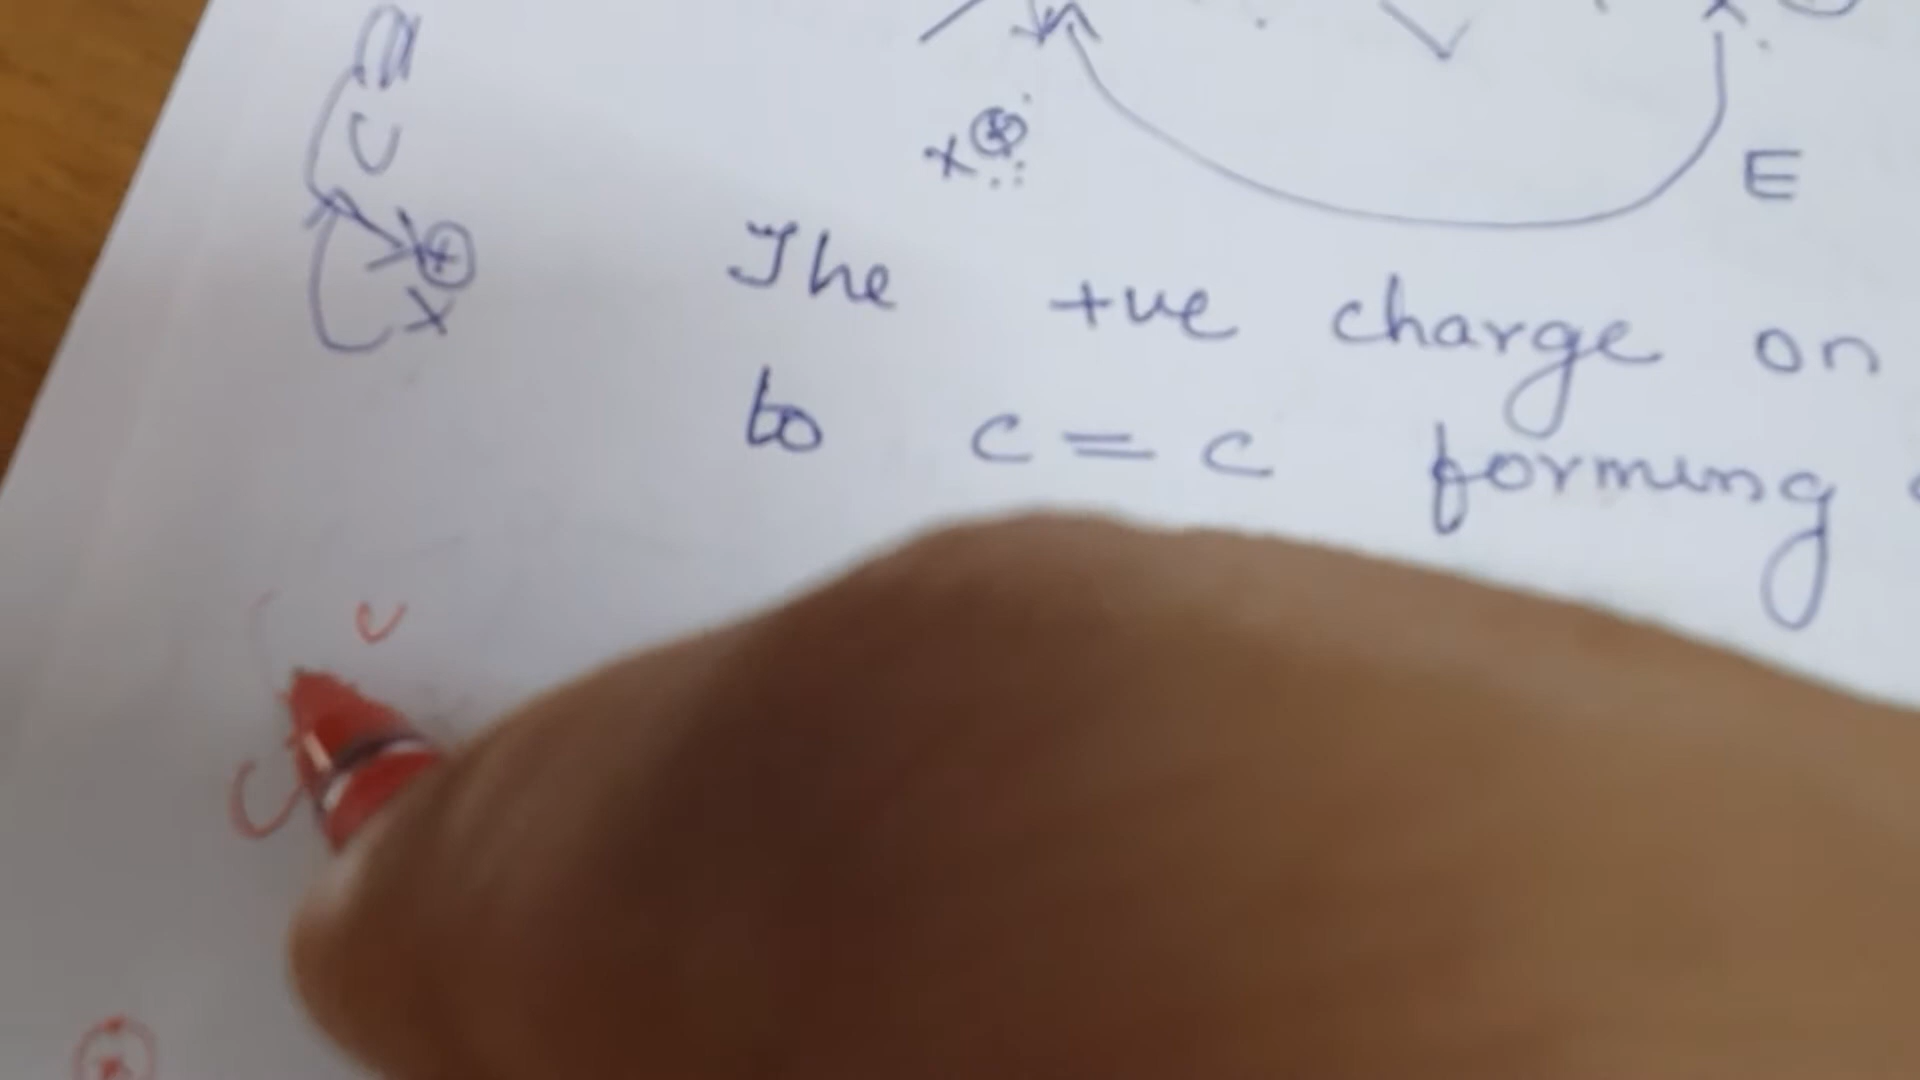 C
X
X
E
The +ve charge on
to C = C forming